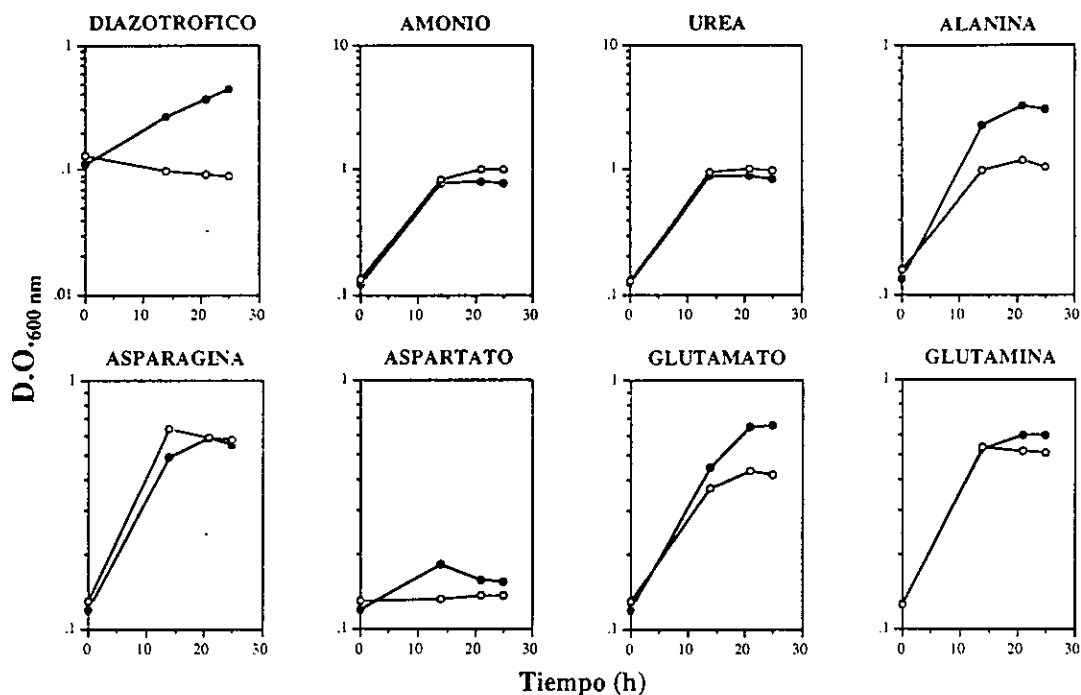 DIAZOTROFICO AMONIO UREA ALANINA
1 10 10 1
.1 1 1
.01 .1 .1 .1
0 10 20 30 0 10 20 30 0 10 20 30 0 10 20 30
D.O.600 nm
ASPARAGINA ASPARTATO GLUTAMATO GLUTAMINA
1 1 1 1
.1 .1 .1 .1
0 10 20 30 0 10 20 30 0 10 20 30 0 10 20 30
Tiempo (h)